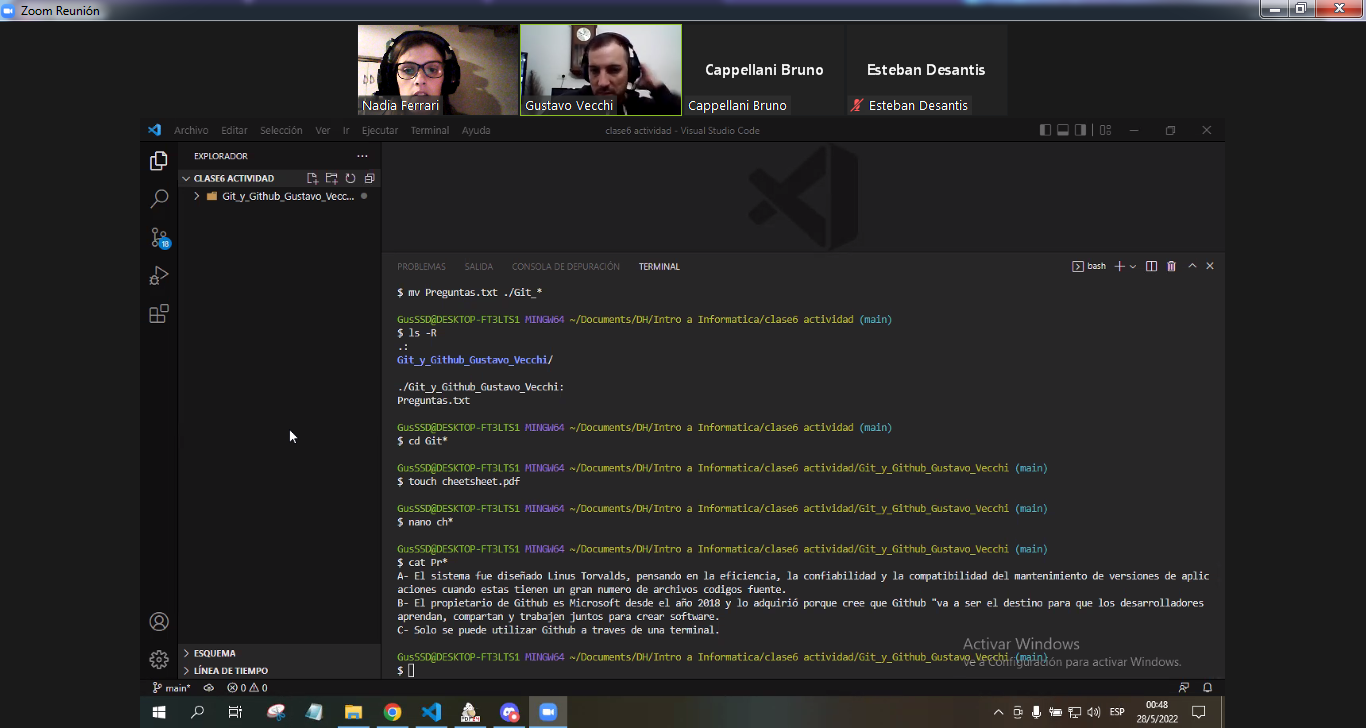 Zoom Reunión
Cappellani Bruno
Esteban Desantis
Nadia Ferrari
Gustavo Vecchi
Cappellani Bruno
Esteban Desantis
Archivo Editar Selección Ver Ir Ejecutar Terminal Ayuda
clase6 actividad - Visual Studio Code
EXPLORADOR
CLASE6 ACTIVIDAD
Git_y_Github_Gustavo_Vecc...
18
PROBLEMAS SALIDA CONSOLA DE DEPURACIÓN TERMINAL
bash
$ mv Preguntas.txt ./Git_*
GusSSD@DESKTOP-FT3LTS1 MINGW64 ~/Documents/DH/Intro a Informatica/clase6 actividad (main)
$ ls -R
.:
Git_y_Github_Gustavo_Vecchi/
./Git_y_Github_Gustavo_Vecchi:
Preguntas.txt
GusSSD@DESKTOP-FT3LTS1 MINGW64 ~/Documents/DH/Intro a Informatica/clase6 actividad (main)
$ cd Git*
GusSSD@DESKTOP-FT3LTS1 MINGW64 ~/Documents/DH/Intro a Informatica/clase6 actividad/Git_y_Github_Gustavo_Vecchi (main)
$ touch cheetsheet.pdf
GusSSD@DESKTOP-FT3LTS1 MINGW64 ~/Documents/DH/Intro a Informatica/clase6 actividad/Git_y_Github_Gustavo_Vecchi (main)
$ nano ch*
GusSSD@DESKTOP-FT3LTS1 MINGW64 ~/Documents/DH/Intro a Informatica/clase6 actividad/Git_y_Github_Gustavo_Vecchi (main)
$ cat Pr*
A- El sistema fue diseñado Linus Torvalds, pensando en la eficiencia, la confiabilidad y la compatibilidad del mantenimiento de versiones de aplic
aciones cuando estas tienen un gran numero de archivos codigos fuente.
B- El propietario de Github es Microsoft desde el año 2018 y lo adquirió porque cree que Github "va a ser el destino para que los desarrolladores
aprendan, compartan y trabajen juntos para crear software.
C- Solo se puede utilizar Github a traves de una terminal.
GusSSD@DESKTOP-FT3LTS1 MINGW64 ~/Documents/DH/Intro a Informatica/clase6 actividad/Git_y_Github_Gustavo_Vecchi (main)
$
Activar Windows
Ve a Configuración para activar Windows.
ESQUEMA
LÍNEA DE TIEMPO
main* 0 0
ESP
00:48
28/5/2022